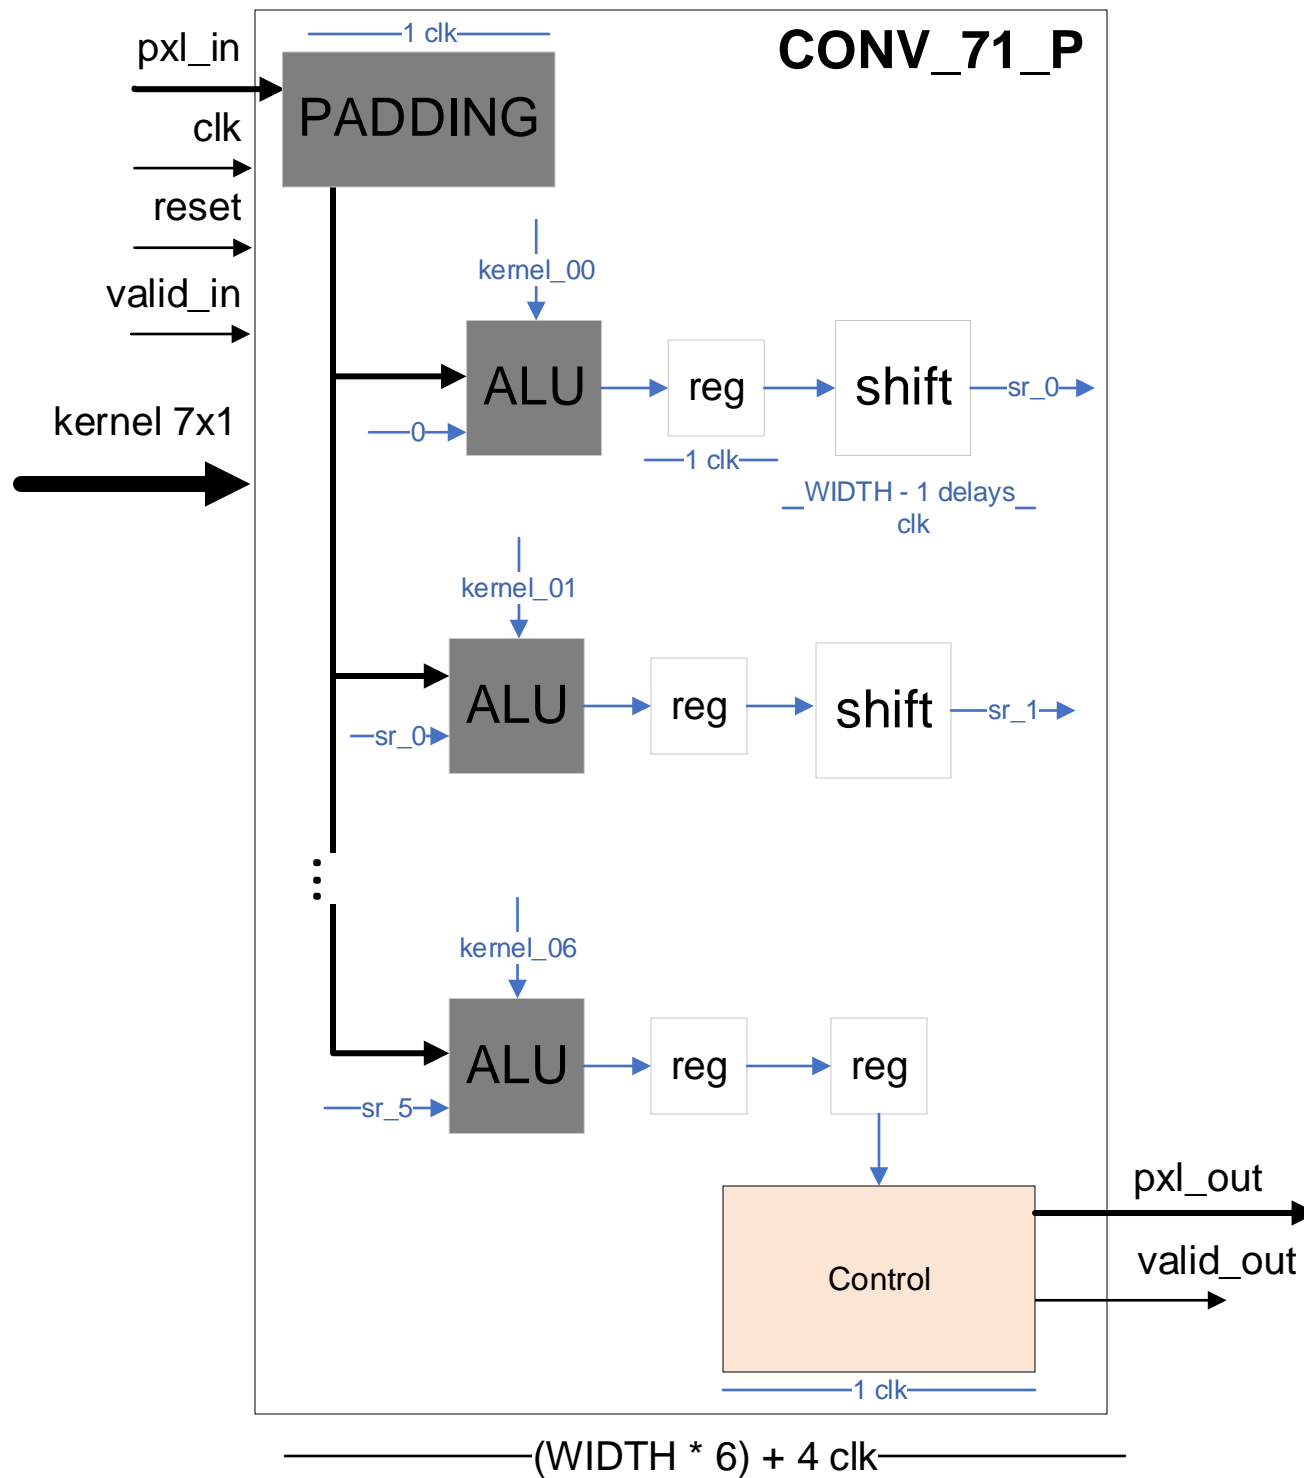 CONV_71_P
1 clk
pxl_in
PADDING
clk
reset
valid_in
kernel 7x1
kernel_00
ALU
0
reg
1 clk
shift
sr_0
WIDTH - 1 delays
clk
kernel_01
ALU
sr_0
reg
shift
sr_1
...
kernel_06
ALU
sr_5
reg
reg
Control
1 clk
pxl_out
valid_out
(WIDTH * 6) + 4 clk